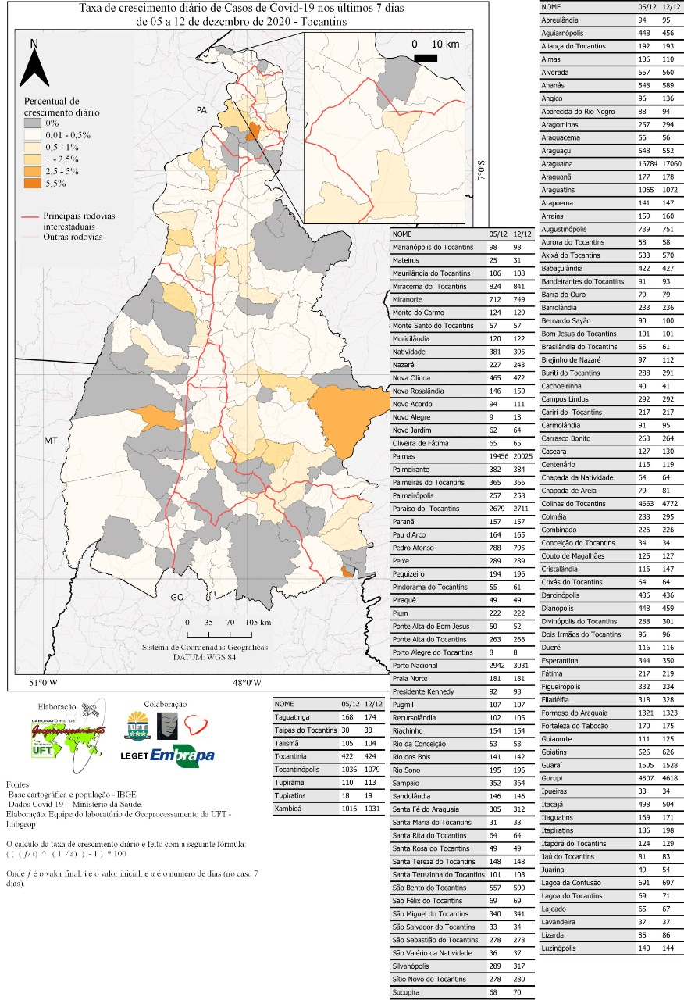 Taxa de crescimento diário de Casos de Covid-19 nos últimos 7 dias
de 05 a 12 de dezembro de 2020 - Tocantins
N
0 10 km
Percentual de
crescimento diário
0%
0,01 - 0,5%
0,5 - 1%
1 - 2,5%
2,5 - 5%
5,5%
Principais rodovias
interestaduais
Outras rodovias
PA
MT
GO
7°0'S
0 35 70 105 km
Sistema de Coordenadas Geográficas
DATUM: WGS 84
51°0'W 48°0'W
Elaboração
LABORATÓRIO DE
Geoprocessamento
UFT
Colaboração
UFT
LEGET Embrapa
Fontes:
Base cartográfica e população - IBGE
Dados Covid 19 - Ministério da Saúde.
Elaboração: Equipe do laboratório de Geoprocessamento da UFT -
Labgeop
O cálculo da taxa de crescimento diário é feito com a seguinte fórmula:
( ( ( f/ i) ^ ( 1 / a) ) - 1 ) * 100
Onde f é o valor final, i é o valor inicial, e α é o número de dias (no caso 7
dias).
NOME 05/12 12/12
Abreulândia 94 95
Aguiarnópolis 448 456
Aliança do Tocantins 192 193
Almas 106 110
Alvorada 557 560
Ananás 548 589
Angico 96 136
Aparecida do Rio Negro 88 94
Aragominas 257 294
Araguacema 56 56
Araguaçu 548 552
Araguaína 16784 17060
Araguanã 177 178
Araguatins 1065 1072
Arapoema 141 147
Arraias 159 160
Augustinópolis 739 751
Aurora do Tocantins 58 58
Axixá do Tocantins 533 570
Babaçulândia 422 427
Bandeirantes do Tocantins 91 93
Barra do Ouro 79 79
Barrolândia 233 236
Bernardo Sayão 90 100
Bom Jesus do Tocantins 101 101
Brasilândia do Tocantins 55 61
Brejinho de Nazaré 97 112
Buriti do Tocantins 288 291
Cachoeirinha 40 41
Campos Lindos 292 292
Cariri do Tocantins 217 217
Carmolândia 91 95
Carrasco Bonito 263 264
Caseara 127 130
Centenário 116 119
Chapada da Natividade 64 64
Chapada de Areia 79 81
Colinas do Tocantins 4663 4772
Colméia 288 295
Combinado 226 226
Conceição do Tocantins 34 34
Couto de Magalhães 125 127
Cristalândia 116 147
Crixás do Tocantins 64 64
Darcinópolis 436 436
Dianópolis 448 459
Divinópolis do Tocantins 288 301
Dois Irmãos do Tocantins 96 96
Dueré 116 116
Esperantina 344 350
Fátima 217 219
Figueirópolis 332 334
Filadélfia 318 328
Formoso do Araguaia 1321 1323
Fortaleza do Tabocão 170 175
Goianorte 111 125
Goiatins 626 626
Guaraí 1505 1528
Gurupi 4507 4618
Ipueiras 33 34
Itacajá 498 504
Itaguatins 169 171
Itapiratins 186 198
Itaporã do Tocantins 124 129
Jaú do Tocantins 81 83
Juarina 49 54
Lagoa da Confusão 691 697
Lagoa do Tocantins 69 71
Lajeado 65 67
Lavandeira 37 37
Lizarda 85 86
Luzinópolis 140 144
NOME 05/12 12/12
Marianópolis do Tocantins 98 98
Mateiros 25 31
Maurilândia do Tocantins 106 108
Miracema do Tocantins 824 841
Miranorte 712 749
Monte do Carmo 124 129
Monte Santo do Tocantins 57 57
Muricilândia 120 122
Natividade 381 395
Nazaré 227 243
Nova Olinda 465 472
Nova Rosalândia 146 150
Novo Acordo 94 111
Novo Alegre 9 13
Novo Jardim 62 64
Oliveira de Fátima 65 65
Palmas 19456 20025
Palmeirante 382 384
Palmeiras do Tocantins 365 366
Palmeirópolis 257 258
Paraíso do Tocantins 2679 2711
Paranã 157 157
Pau d'Arco 164 165
Pedro Afonso 788 795
Peixe 289 289
Pequizeiro 194 196
Pindorama do Tocantins 55 61
Piraquê 49 49
Pium 222 222
Ponte Alta do Bom Jesus 50 52
Ponte Alta do Tocantins 263 266
Porto Alegre do Tocantins 8 8
Porto Nacional 2942 3031
Praia Norte 181 181
Presidente Kennedy 92 93
Pugmil 107 107
Recursolândia 102 105
Riachinho 154 154
Rio da Conceição 53 53
Rio dos Bois 141 142
Rio Sono 195 196
Sampaio 352 364
Sandolândia 146 146
Santa Fé do Araguaia 305 312
Santa Maria do Tocantins 31 33
Santa Rita do Tocantins 64 64
Santa Rosa do Tocantins 49 49
Santa Tereza do Tocantins 148 148
Santa Terezinha do Tocantins 101 108
São Bento do Tocantins 557 590
São Félix do Tocantins 69 69
São Miguel do Tocantins 340 341
São Salvador do Tocantins 33 34
São Sebastião do Tocantins 278 278
São Valério da Natividade 36 37
Silvanópolis 289 317
Sítio Novo do Tocantins 278 280
Sucupira 68 70
NOME 05/12 12/12
Taguatinga 168 174
Taipas do Tocantins 30 30
Talismã 105 104
Tocantínia 422 424
Tocantinópolis 1036 1079
Tupirama 110 113
Tupiratins 18 19
Xambioá 1016 1031